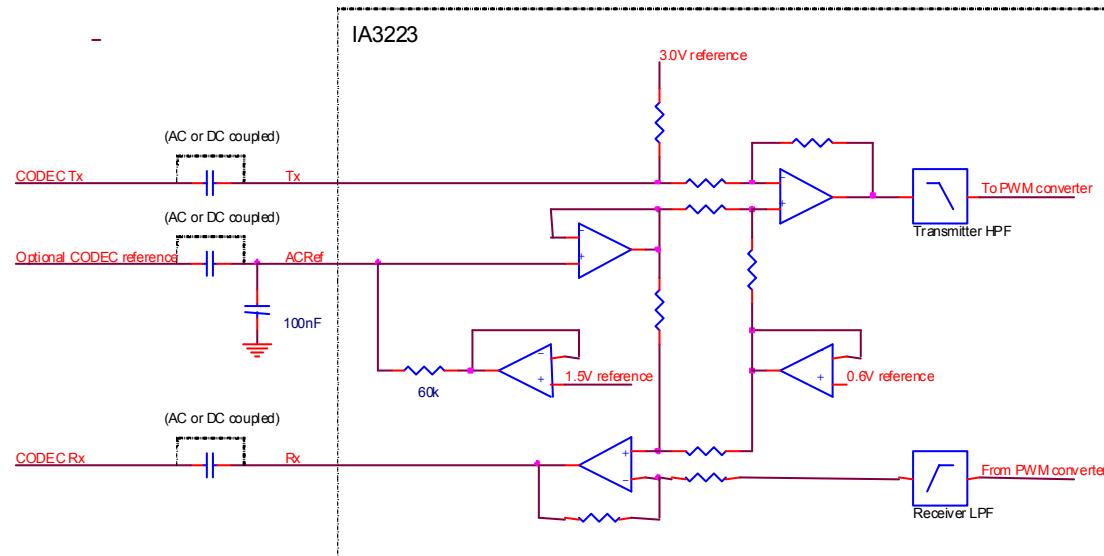 IA3223
3.0V reference
(AC or DC coupled)
CODEC Tx
Tx
To PWM converter
Transmitter HPF
(AC or DC coupled)
Optional CODEC reference
ACRef
100nF
60k
1.5V reference
0.6V reference
(AC or DC coupled)
CODEC Rx
Rx
From PWM converter
Receiver LPF